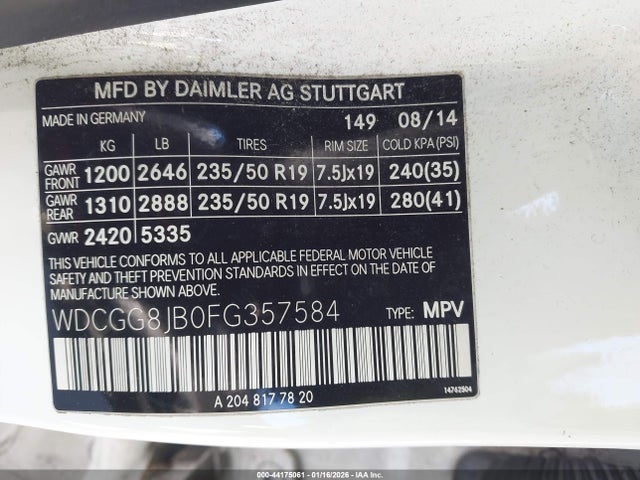 MFD BY DAIMLER AG STUTTGART
MADE IN GERMANY 149 08/14
KG LB TIRES RIM SIZE COLD KPA (PSI)
GAWR FRONT 1200 2646 235/50 R19 7.5Jx19 240(35)
GAWR REAR 1310 2888 235/50 R19 7.5Jx19 280(41)
GVWR 2420 5335
THIS VEHICLE CONFORMS TO ALL APPLICABLE FEDERAL MOTOR VEHICLE
SAFETY AND THEFT PREVENTION STANDARDS IN EFFECT ON THE DATE OF
MANUFACTURE SHOWN ABOVE.
WDCGG8JB0FG357584 TYPE: MPV
A 204 817 78 20 14762504
000-44175061 - 01/16/2026 - IAAI.COM